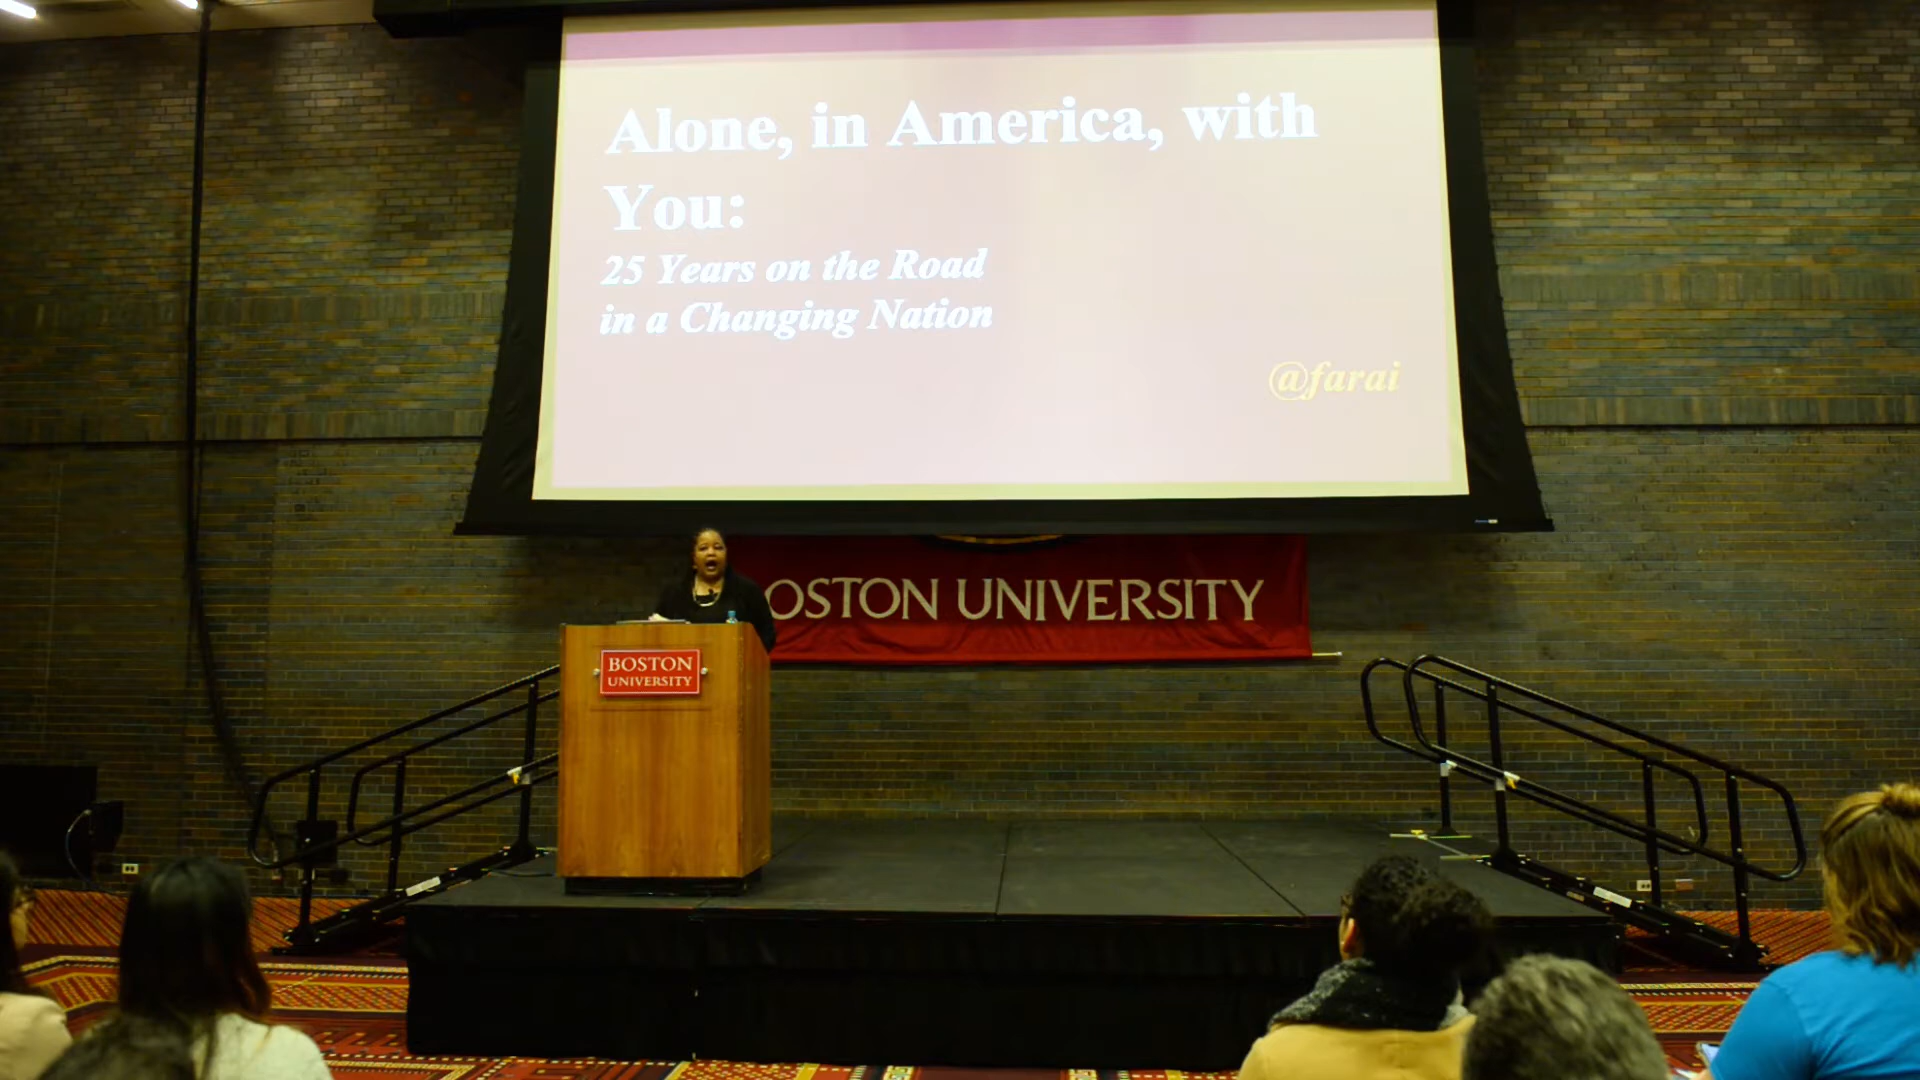 Alone, in America, with
You:
25 Years on the Road
in a Changing Nation
@farai
OSTON UNIVERSITY
BOSTON
UNIVERSITY